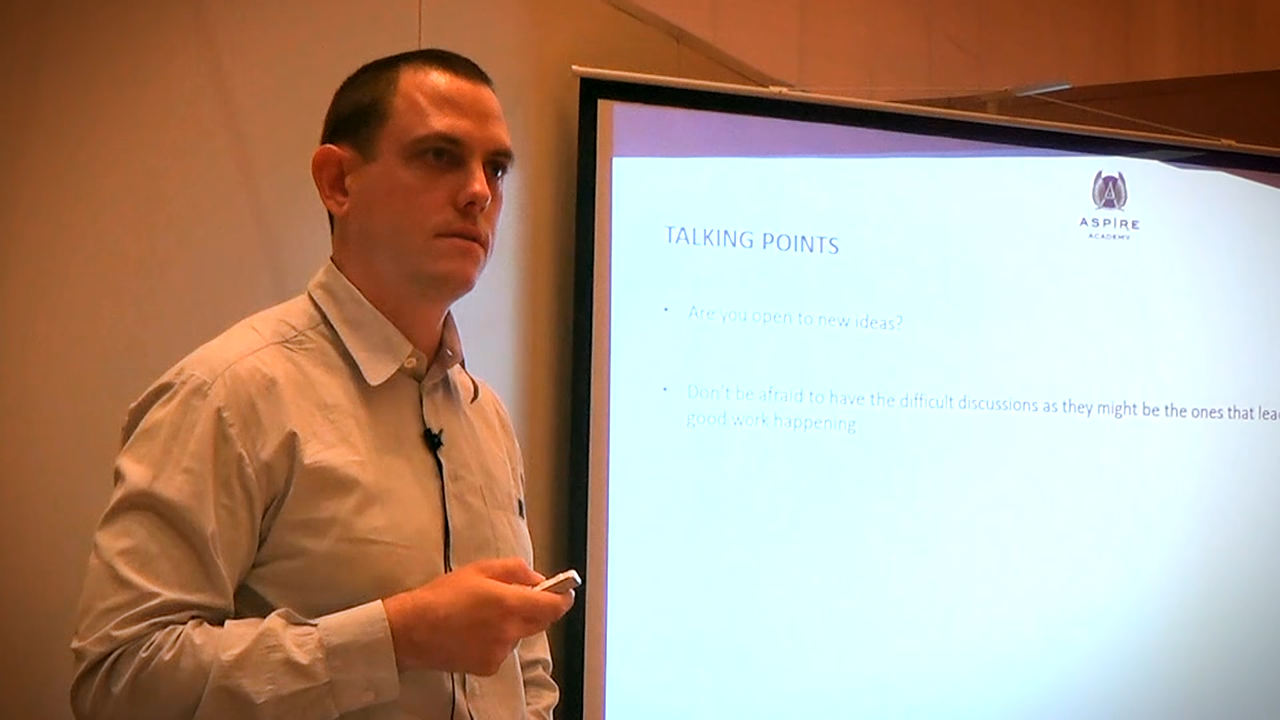 ASPIRE
ACADEMY
TALKING POINTS
• Are you open to new ideas?
• Don't be afraid to have the difficult discussions as they might be the ones that
good work happening